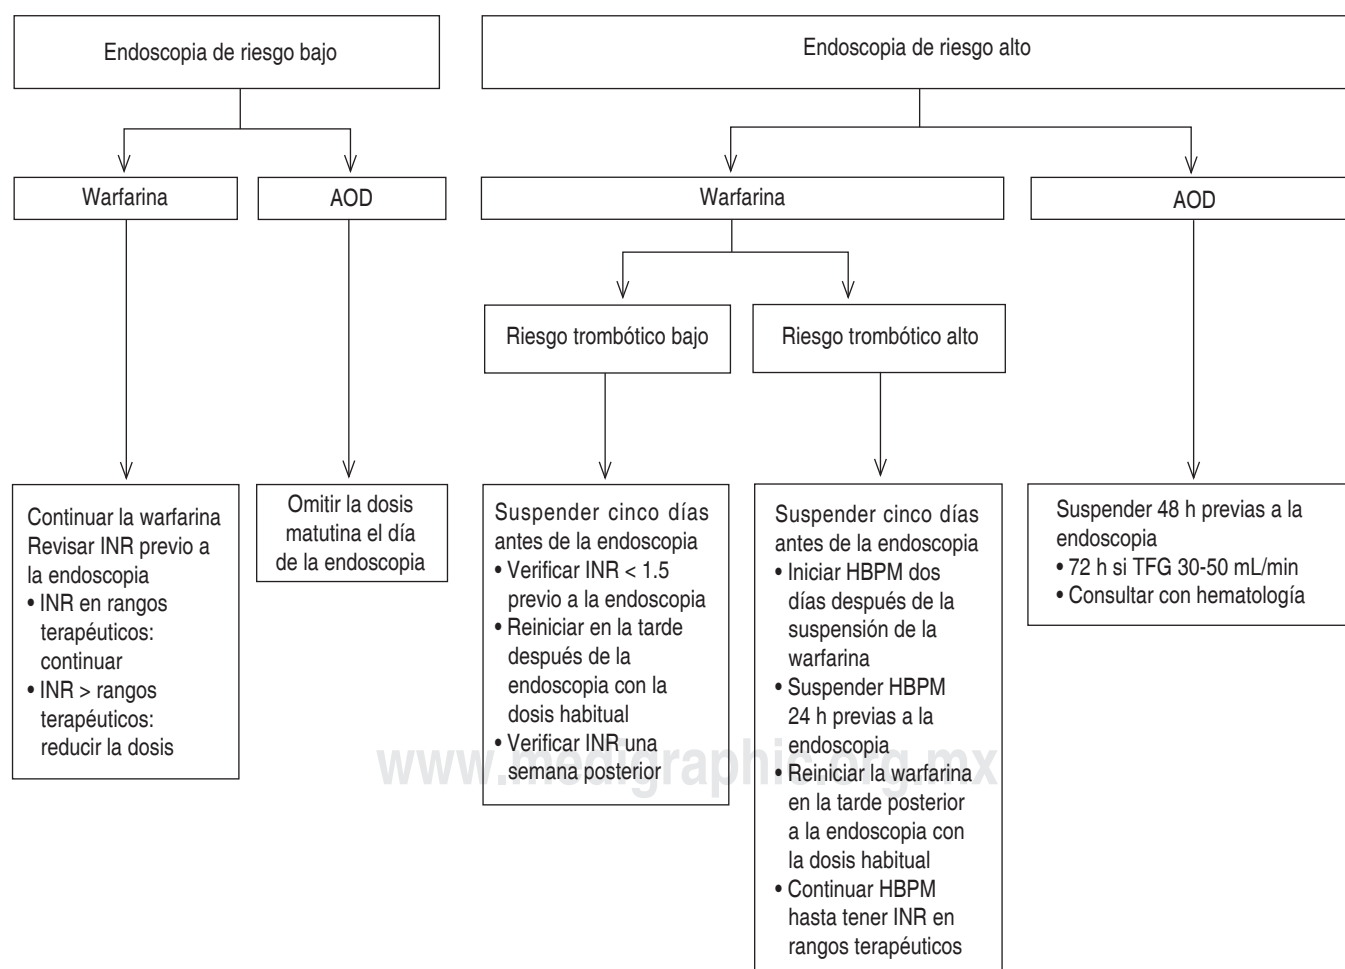 Endoscopia de riesgo bajo
Endoscopia de riesgo alto
Warfarina
AOD
Warfarina
AOD
Riesgo trombótico bajo
Riesgo trombótico alto
Continuar la warfarina
Revisar INR previo a
la endoscopia
• INR en rangos
terapéuticos:
continuar
• INR > rangos
terapéuticos:
reducir la dosis
Omitir la dosis
matutina el día
de la endoscopia
Suspender cinco días
antes de la endoscopia
• Verificar INR < 1.5
previo a la endoscopia
• Reiniciar en la tarde
después de la
endoscopia con la
dosis habitual
• Verificar INR una
semana posterior
Suspender cinco días
antes de la endoscopia
• Iniciar HBPM dos
días después de la
suspensión de la
warfarina
• Suspender HBPM
24 h previas a la
endoscopia
• Reiniciar la warfarina
en la tarde posterior
a la endoscopia con
la dosis habitual
• Continuar HBPM
hasta tener INR en
rangos terapéuticos
Suspender 48 h previas a la
endoscopia
• 72 h si TFG 30-50 mL/min
• Consultar con hematología
www.medigraphic.org.mx